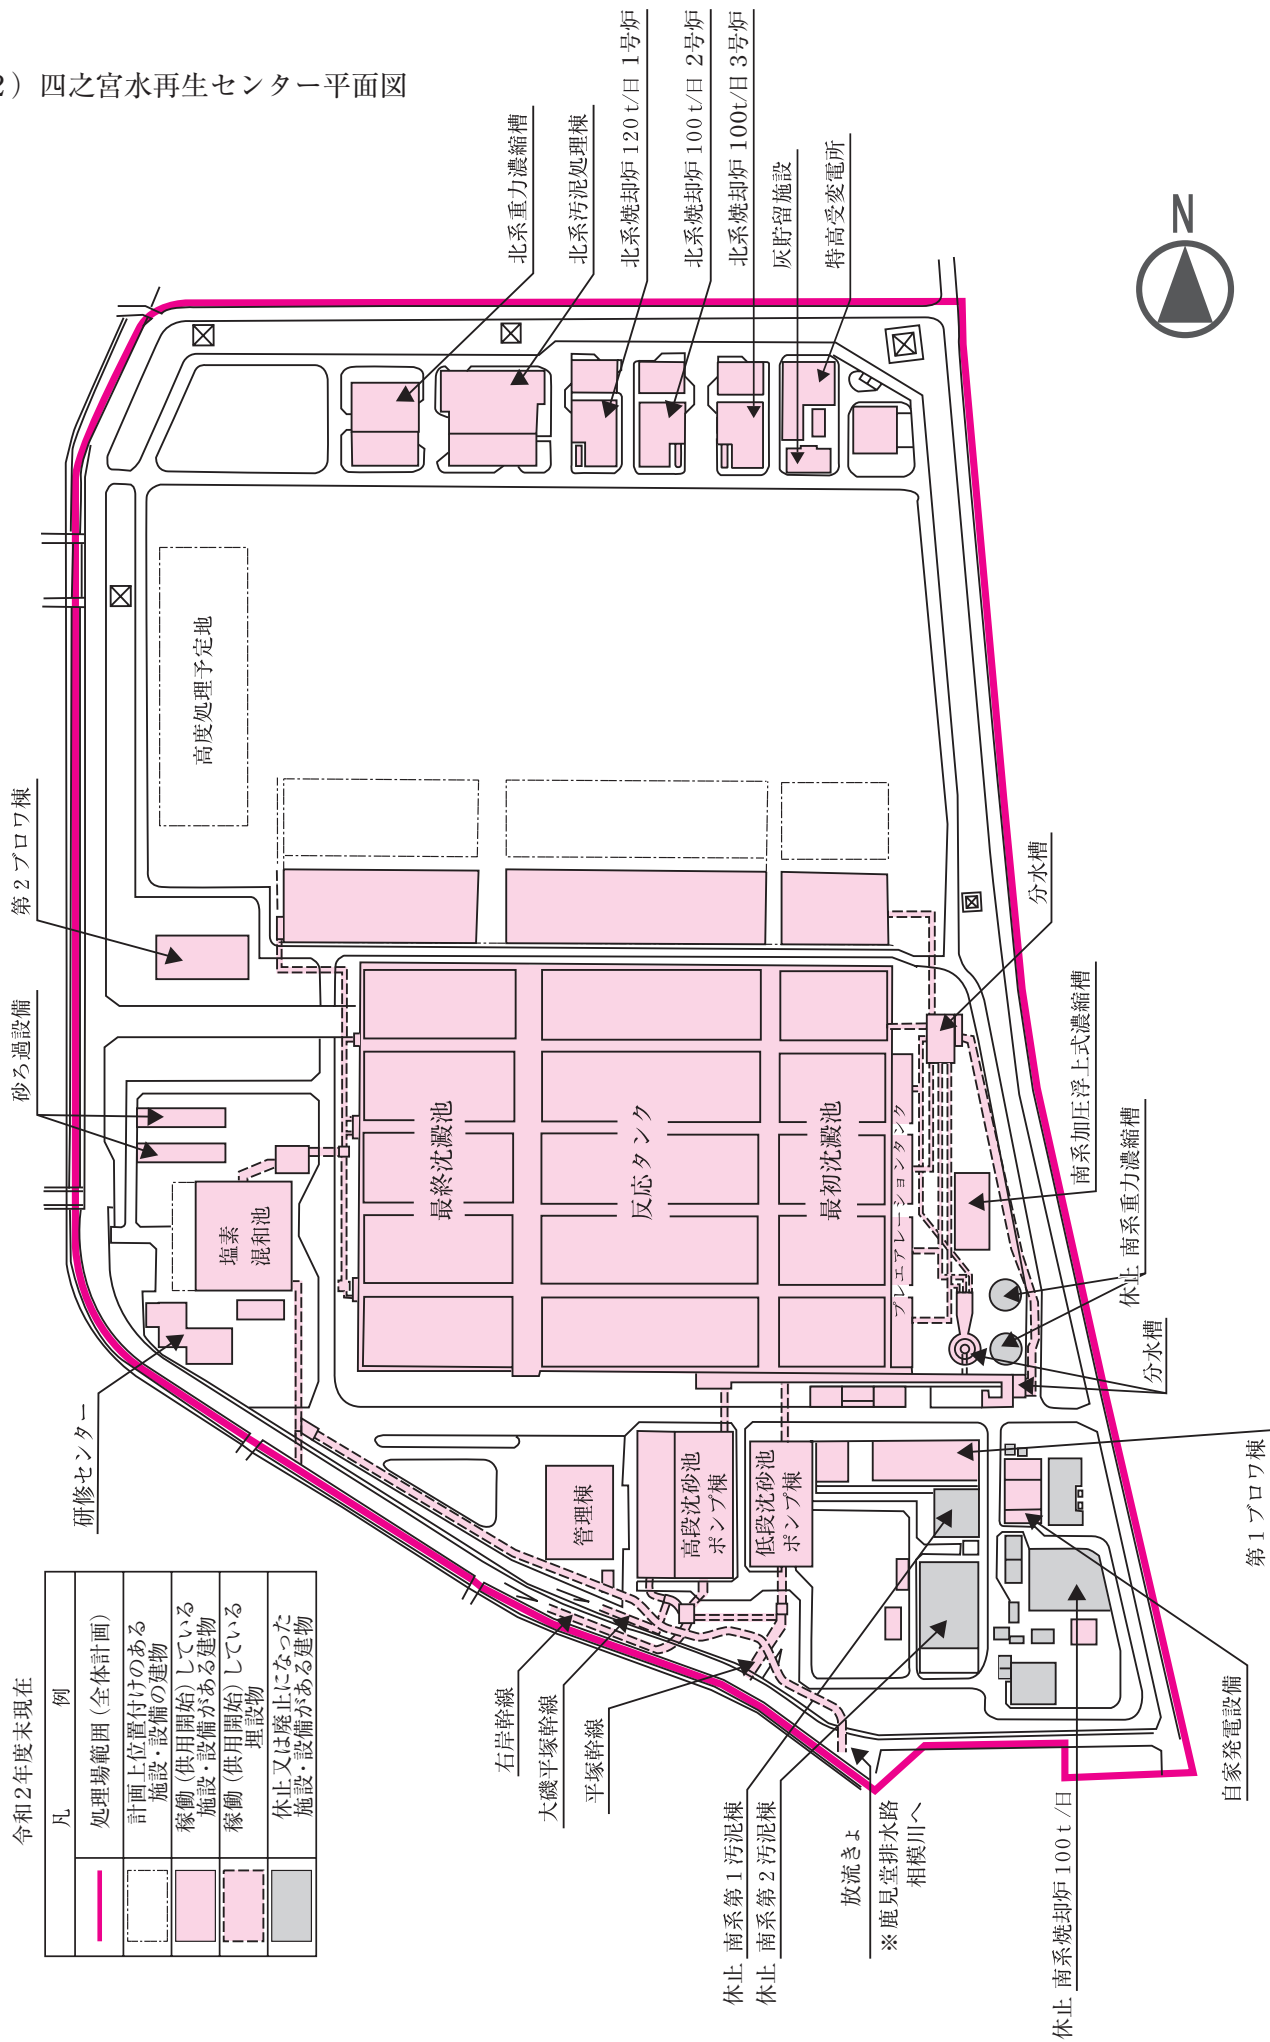 2）四之宮水再生センター平面図
N
北系重力濃縮槽
北系汚泥処理棟
北系焼却炉 120 t/日 1号炉
北系焼却炉 100 t/日 2号炉
北系焼却炉 100t/日 3号炉
灰貯留施設
特高受変電所
高度処理予定地
第2ブロワ棟
砂ろ過設備
分水槽
南系加圧浮上式濃縮槽
休止 南系重力濃縮槽
分水槽
最終沈澱池
反応タンク
最初沈澱池
プレエアレーションタンク
塩素
混和池
研修センター
管理棟
高段沈砂池
ポンプ棟
低段沈砂池
ポンプ棟
第1ブロワ棟
自家発電設備
右岸幹線
大磯平塚幹線
平塚幹線
休止 南系第1汚泥棟
休止 南系第2汚泥棟
放流きょ
※鹿見堂排水路
相模川へ
休止 南系焼却炉100ｔ/日
令和2年度末現在
凡 例
処理場範囲（全体計画）
計画上位置付けのある
施設・設備の建物
稼働（供用開始）している
施設・設備がある建物
稼働（供用開始）している
埋設物
休止又は廃止になった
施設・設備がある建物